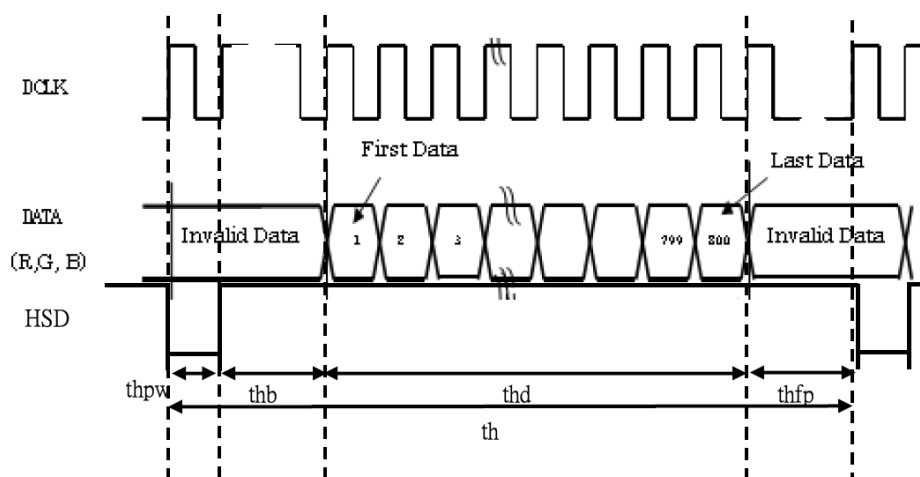 DCLK
First Data
Last Data
DATA
(R,G, B)
Invalid Data
1
2
3
799
800
Invalid Data
HSD
thpw
thb
thd
thfp
th